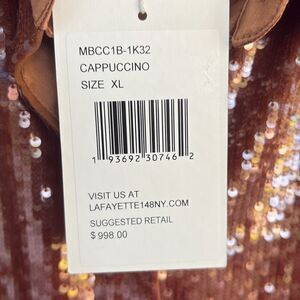 MBCC1B-1K32
CAPPUCCINO
SIZE XL
1 93692 30746 2
VISIT US AT
LAFAYETTE148NY.COM
SUGGESTED RETAIL
$ 998.00